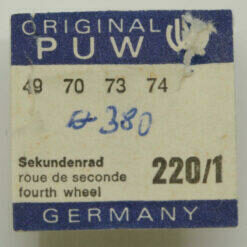 ORIGINAL
PUW
49 70 73 74
380
Sekundenrad
roue de seconde
fourth wheel
220/1
GERMANY